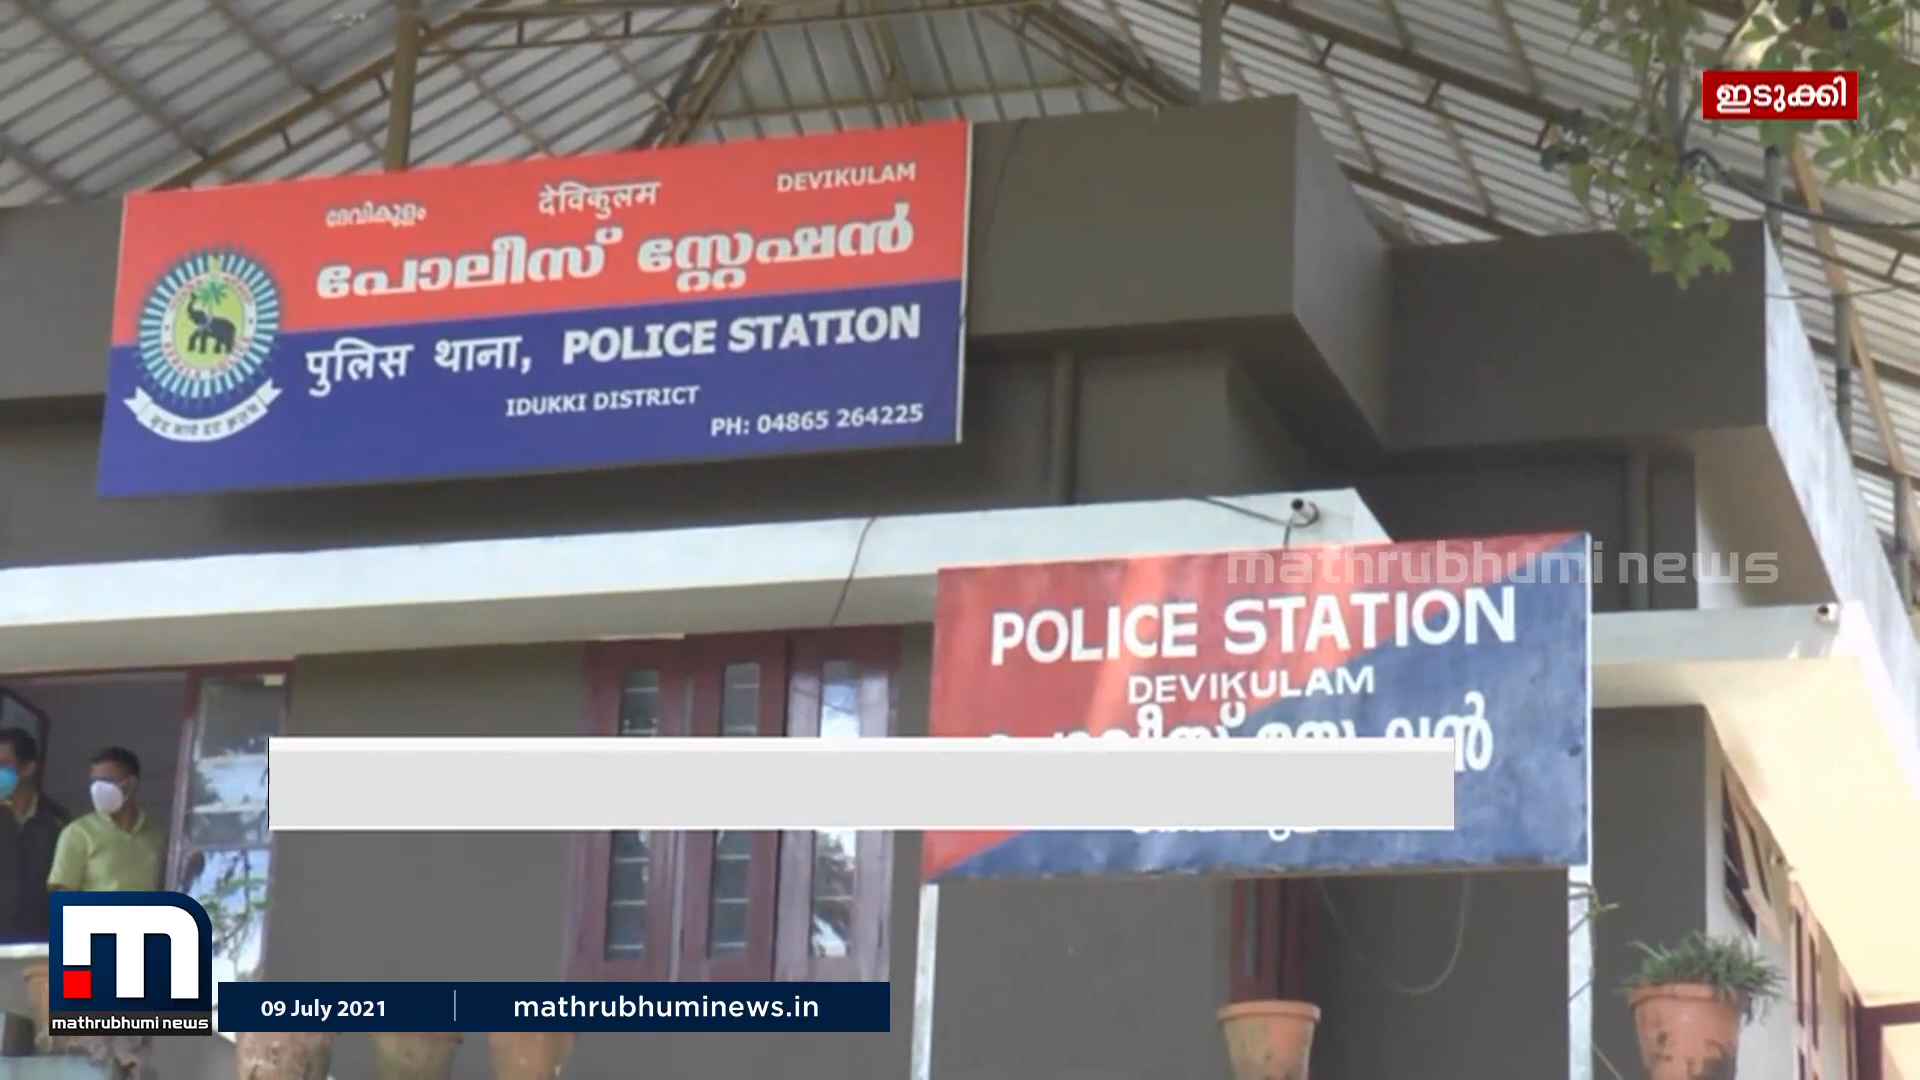 ഇടുക്കി
ദേവികുളം देविकुलम DEVIKULAM
പോലീസ് സ്റ്റേഷൻ
पुलिस थाना, POLICE STATION
IDUKKI DISTRICT
PH: 04865 264225
mathrubhumi news
POLICE STATION
DEVIKULAM
mathrubhumi news
09 July 2021
mathrubhuminews.in